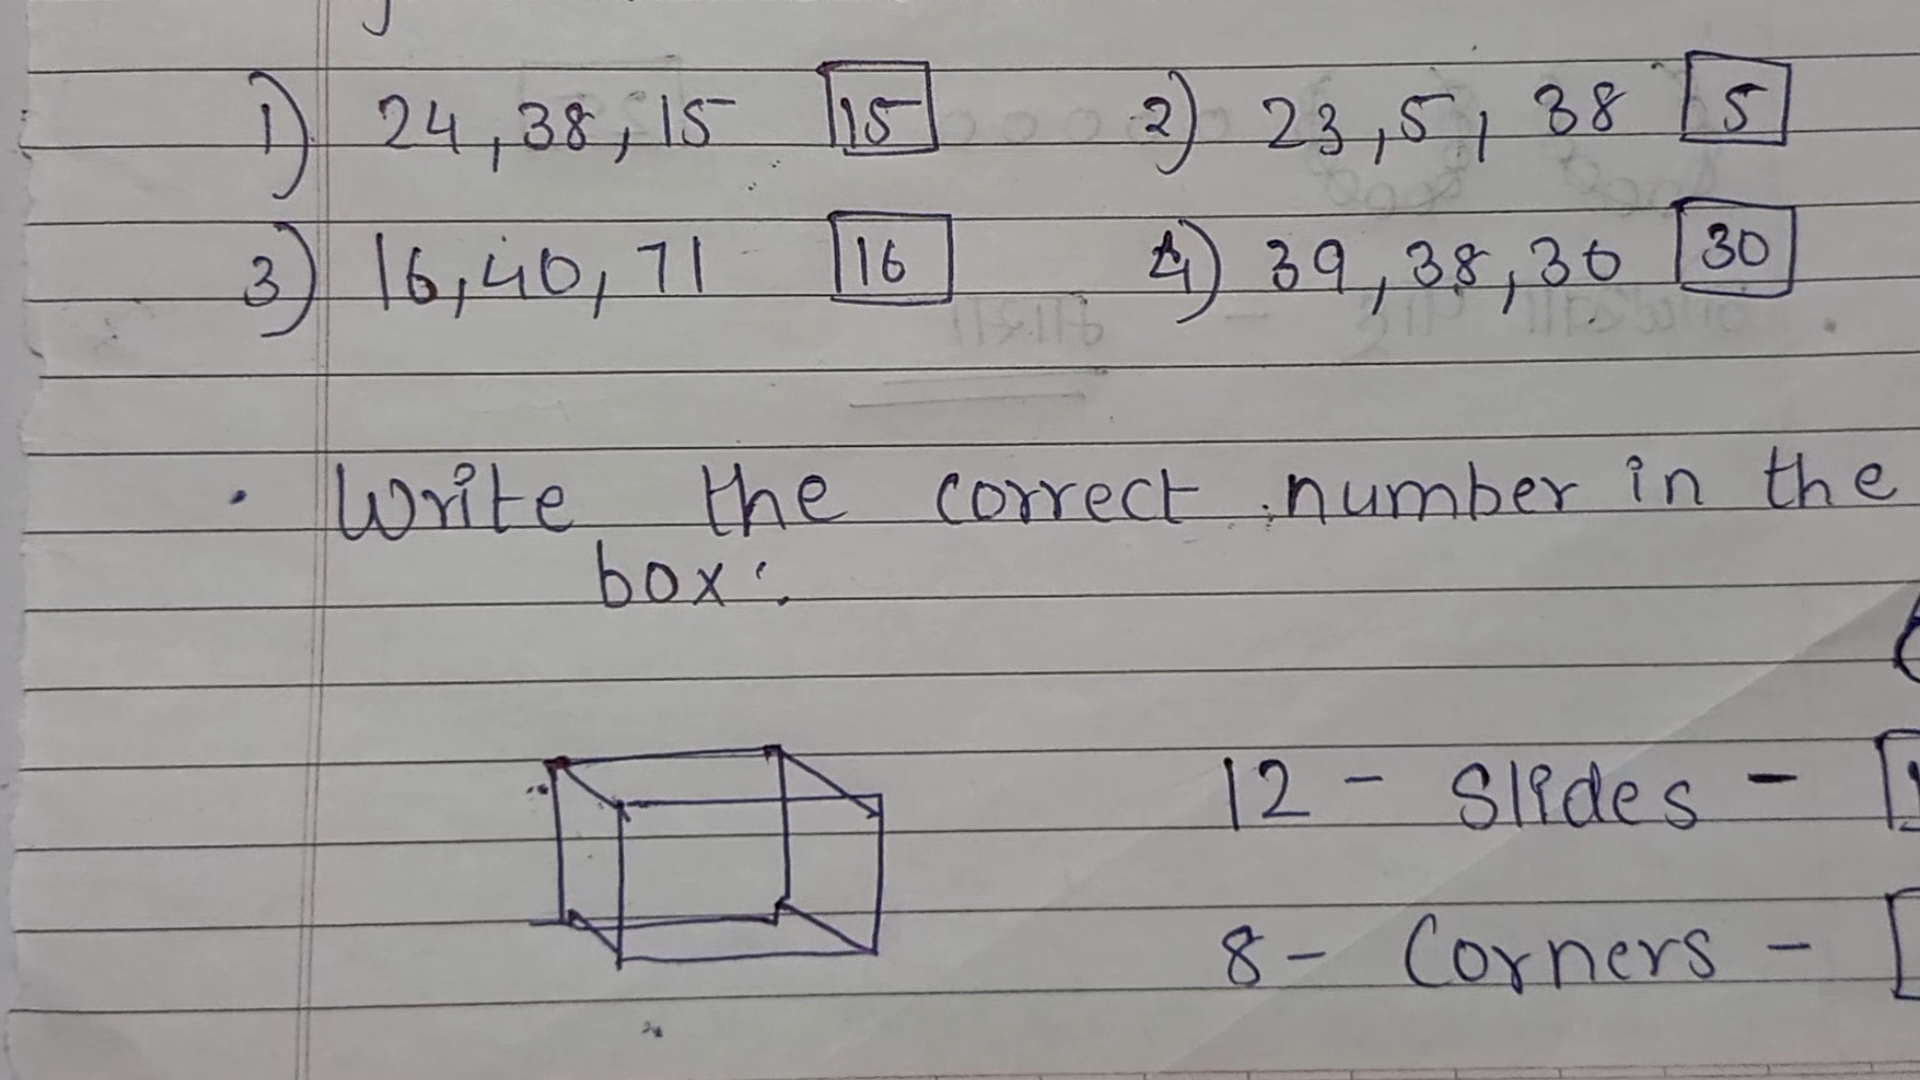 1) 24, 38, 15 15 2) 23, 5, 38 5
3) 16, 40, 71 16 4) 39, 38, 30 30
• Write the correct number in the
box:
12 - Slides -
8 - Corners -